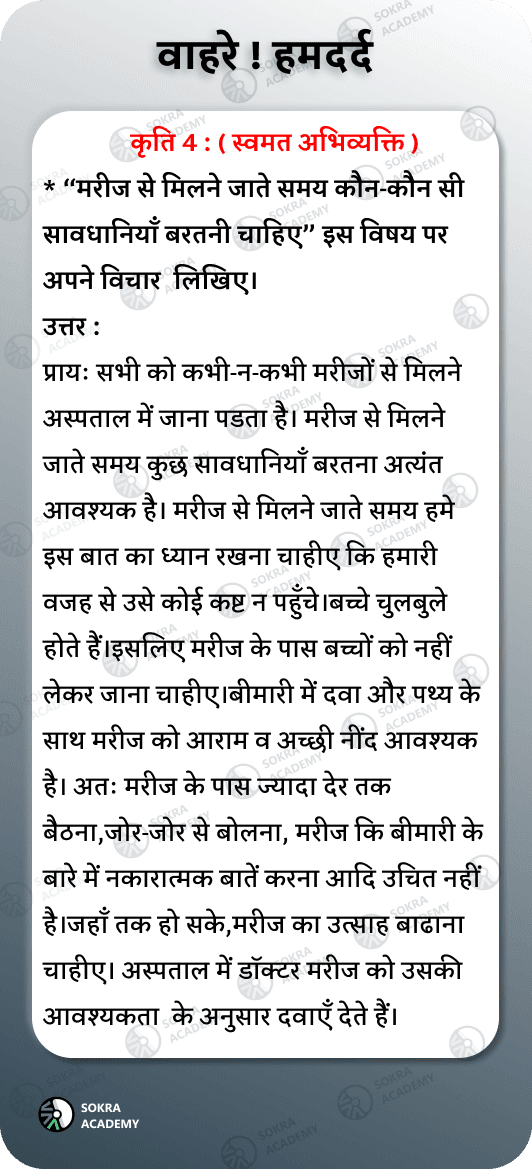 वाहरे ! हमदर्द
कृति 4 : ( स्वमत अभिव्यक्ति )
* “मरीज से मिलने जाते समय कौन-कौन सी
सावधानियाँ बरतनी चाहिए” इस विषय पर
अपने विचार लिखिए।
उत्तर :
प्रायः सभी को कभी-न-कभी मरीजों से मिलने
अस्पताल में जाना पडता है। मरीज से मिलने
जाते समय कुछ सावधानियाँ बरतना अत्यंत
आवश्यक है। मरीज से मिलने जाते समय हमे
इस बात का ध्यान रखना चाहीए कि हमारी
वजह से उसे कोई कष्ट न पहुँचे।बच्चे चुलबुले
होते हैं।इसलिए मरीज के पास बच्चों को नहीं
लेकर जाना चाहीए।बीमारी में दवा और पथ्य के
साथ मरीज को आराम व अच्छी नींद आवश्यक
है। अतः मरीज के पास ज्यादा देर तक
बैठना,जोर-जोर से बोलना, मरीज कि बीमारी के
बारे में नकारात्मक बातें करना आदि उचित नहीं
है।जहाँ तक हो सके,मरीज का उत्साह बाढाना
चाहीए। अस्पताल में डॉक्टर मरीज को उसकी
आवश्यकता के अनुसार दवाएँ देते हैं।
SOKRA
ACADEMY